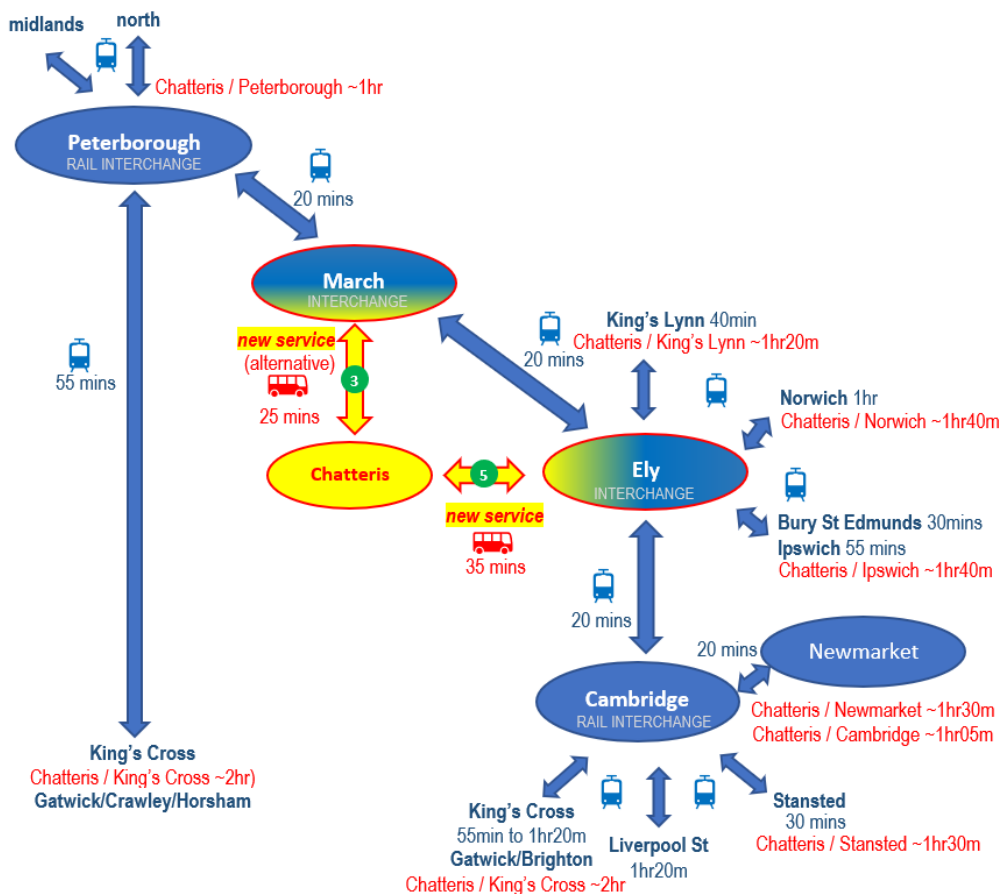 midlands
north
Chatteris / Peterborough ~1hr
Peterborough
RAIL INTERCHANGE
20 mins
March
INTERCHANGE
55 mins
new service
(alternative)
3
25 mins
20 mins
King's Lynn 40min
Chatteris / King's Lynn ~1hr20m
Norwich 1hr
Chatteris / Norwich ~1hr40m
Chatteris
5
new service
35 mins
Ely
INTERCHANGE
Bury St Edmunds 30mins
Ipswich 55 mins
Chatteris / Ipswich ~1hr40m
20 mins
20 mins
Newmarket
Cambridge
RAIL INTERCHANGE
Chatteris / Newmarket ~1hr30m
Chatteris / Cambridge ~1hr05m
King's Cross
Chatteris / King's Cross ~2hr)
Gatwick/Crawley/Horsham
King's Cross
55min to 1hr20m
Gatwick/Brighton
Chatteris / King's Cross ~2hr
Liverpool St
1hr20m
Stansted
30 mins
Chatteris / Stansted ~1hr30m